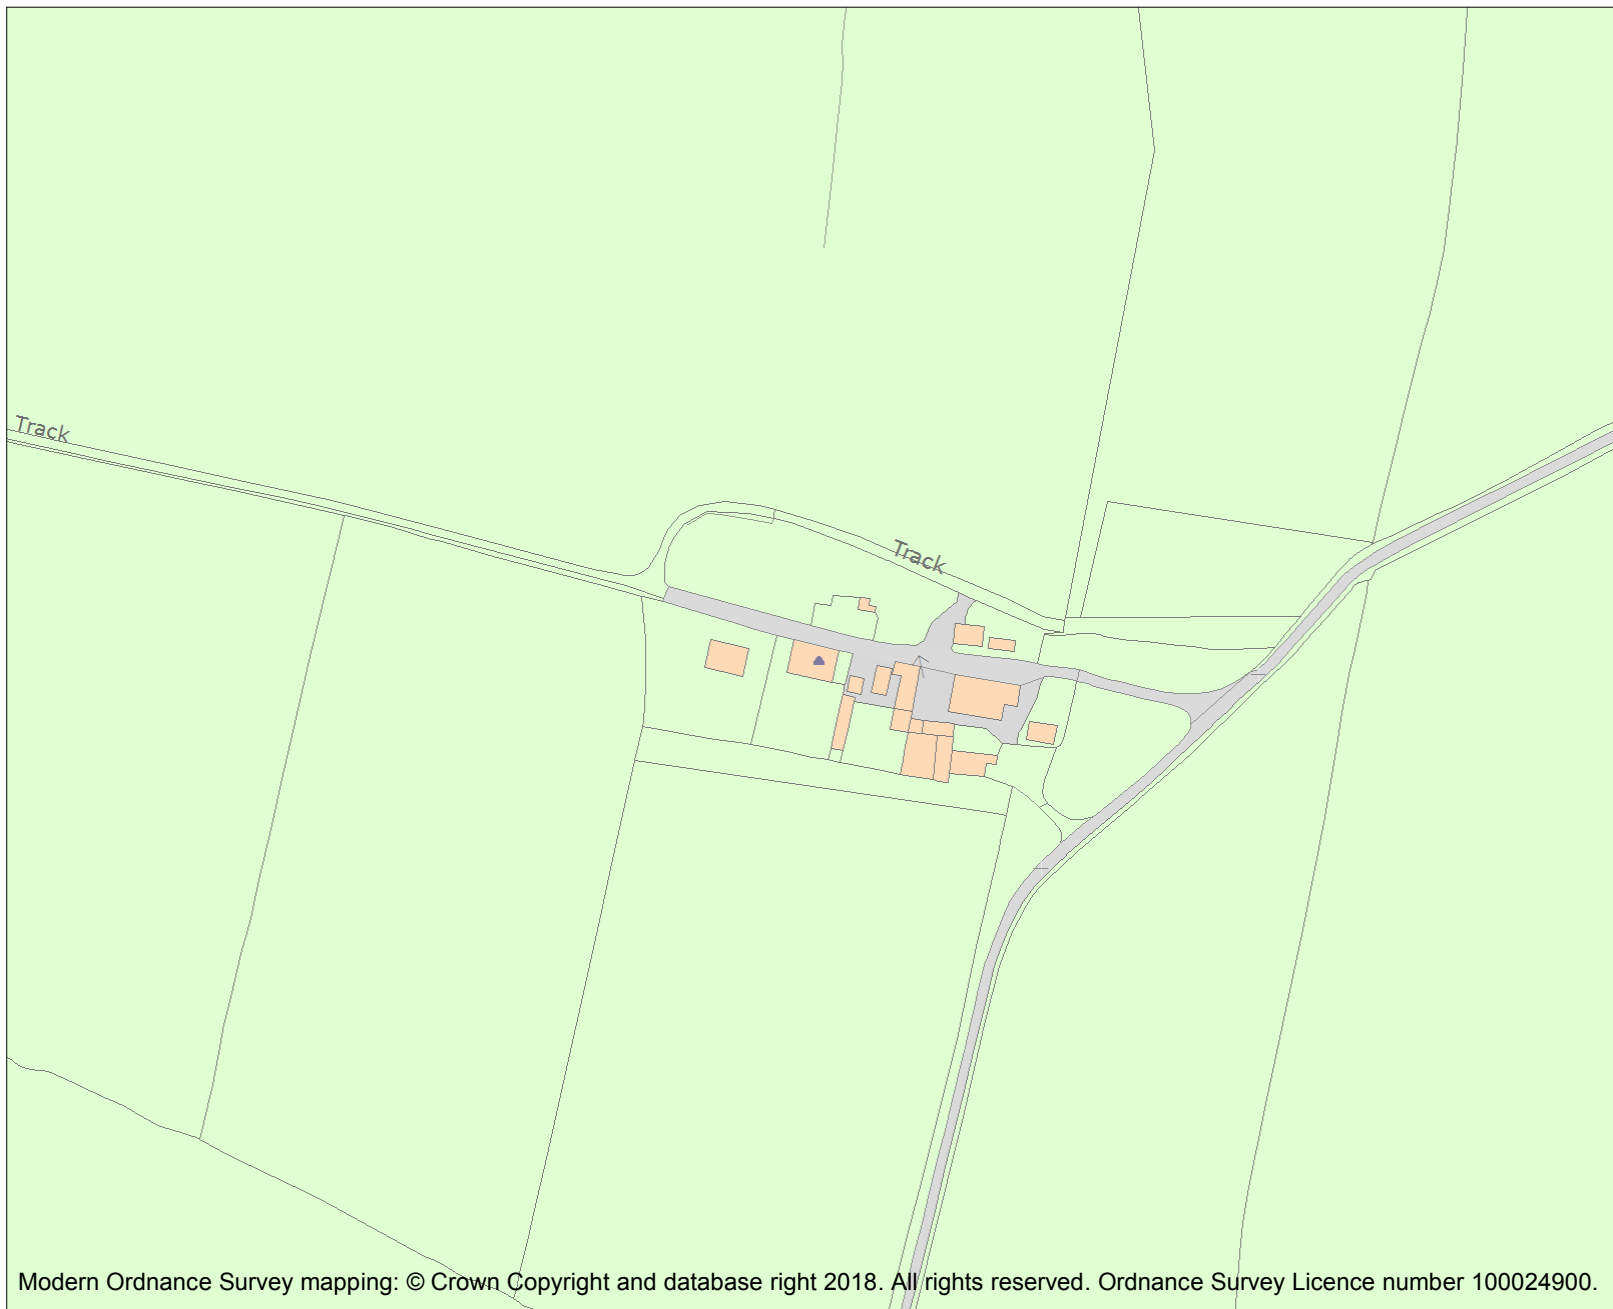 Track
Track
Modern Ordnance Survey mapping: © Crown Copyright and database right 2018. All rights reserved. Ordnance Survey Licence number 100024900.